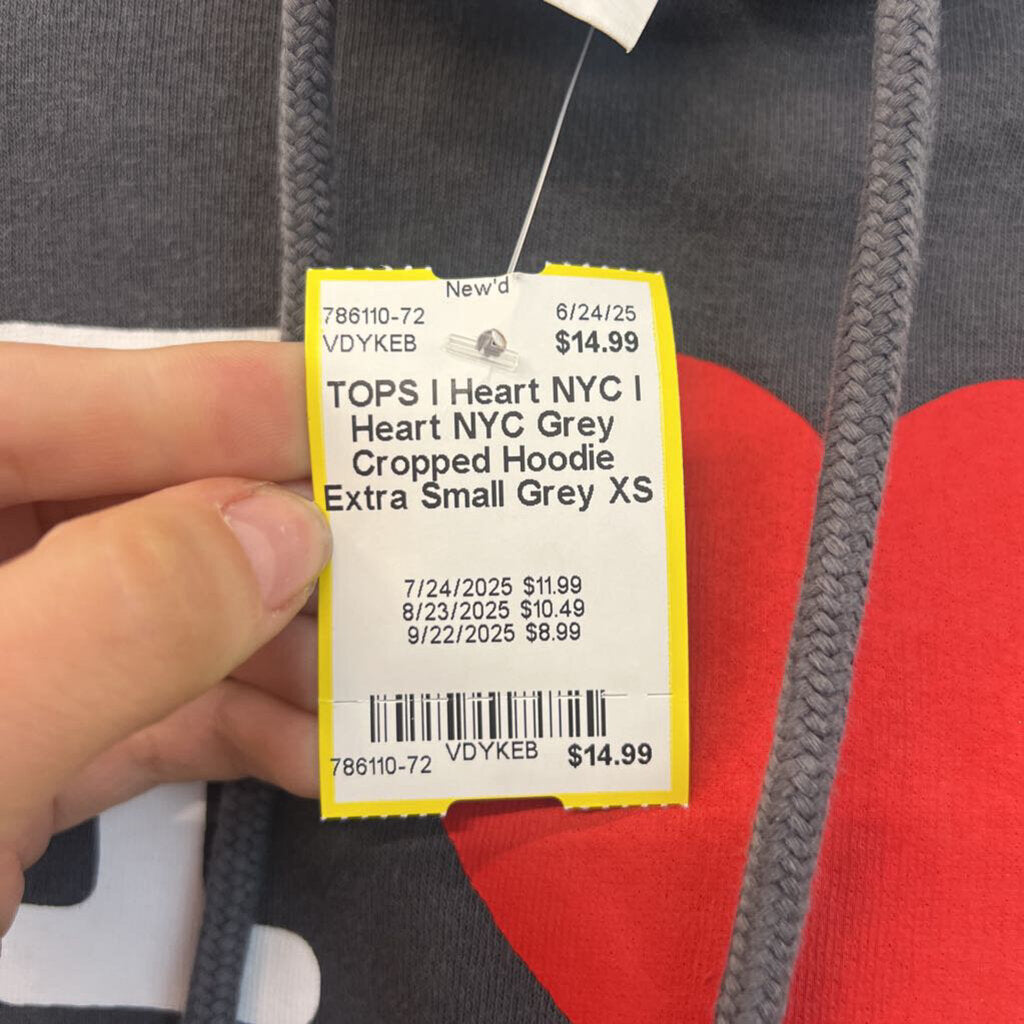 New'd
786110-72 6/24/25
VDYKEB $14.99
TOPS I Heart NYC I
Heart NYC Grey
Cropped Hoodie
Extra Small Grey XS
7/24/2025 $11.99
8/23/2025 $10.49
9/22/2025 $8.99
786110-72 VDYKEB $14.99